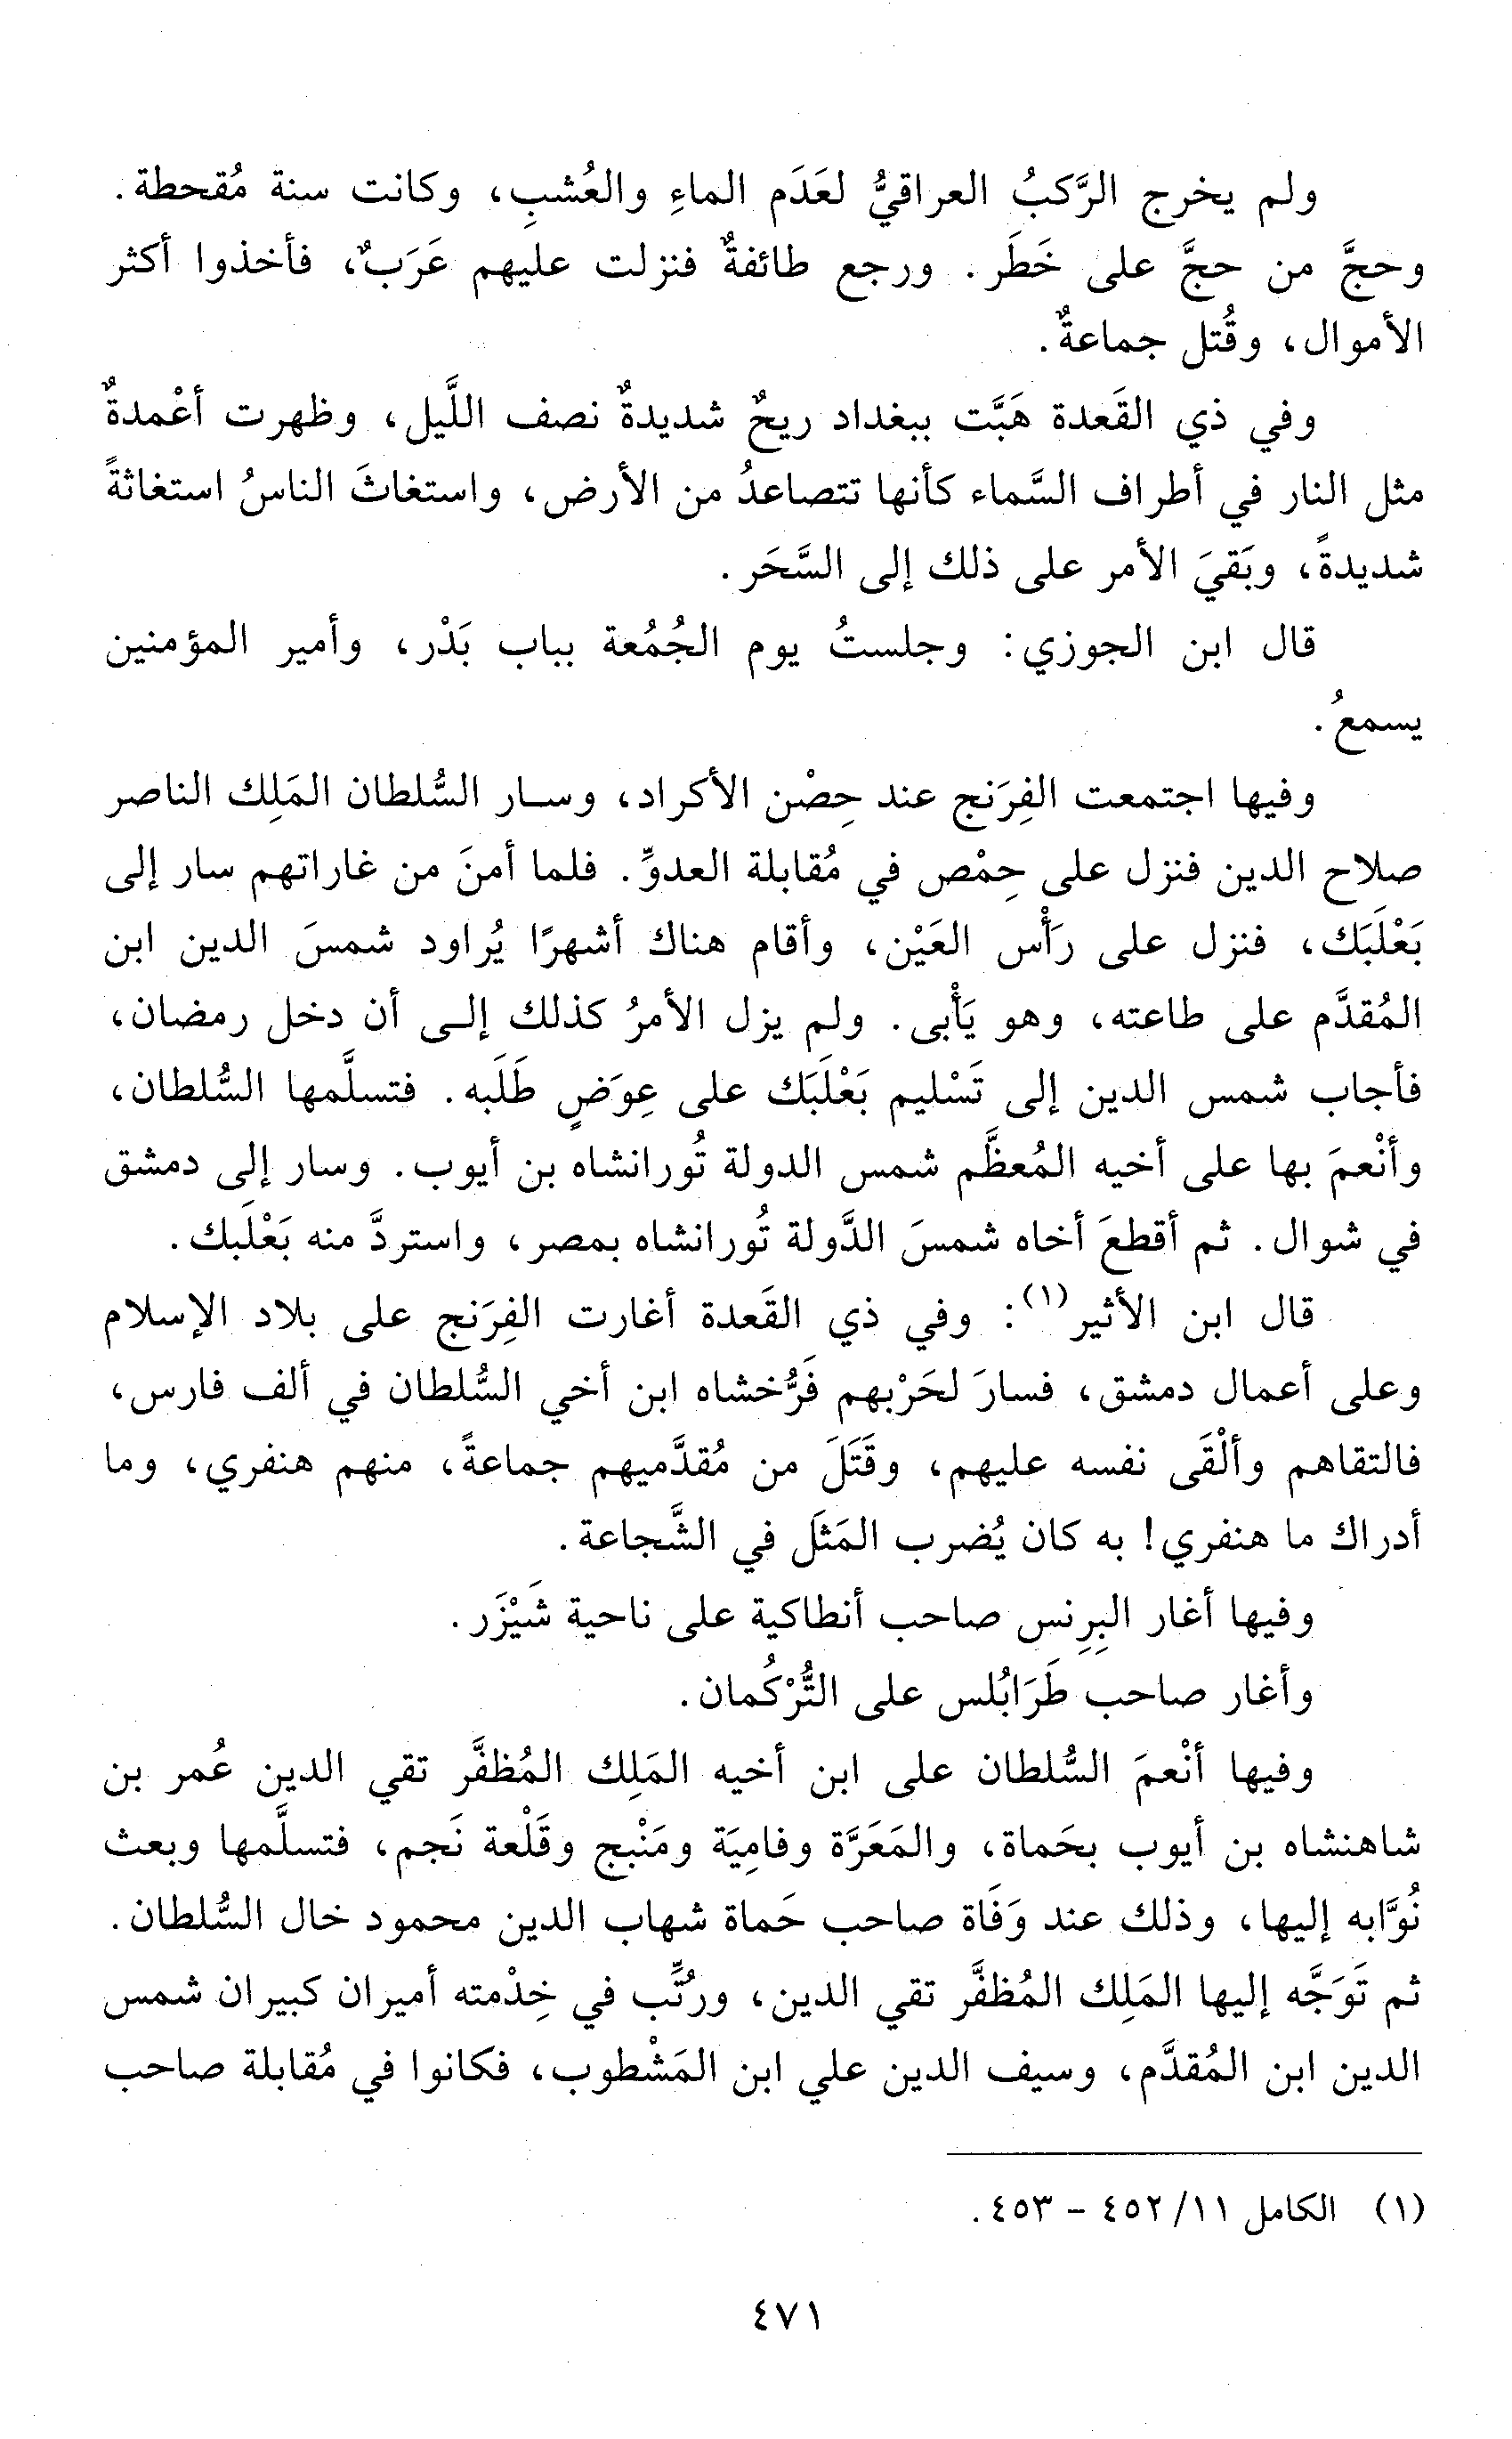 ولم يخرج الرَّكبُ العراقيُّ لعَدَم الماءِ والعُشبِ، وكانت سنة مُقحطة.
وحجَّ من حجَّ على خَطَر. ورجع طائفةٌ فنزلت عليهم عَرَبٌ، فأخذوا أكثر
الأموال، وقُتل جماعةٌ.
وفي ذي القَعدة هَبَّت ببغداد ريحٌ شديدةٌ نصف اللَّيل، وظهرت أعْمدةٌ
مثل النار في أطراف السَّماء كأنها تتصاعدُ من الأرض، واستغاثَ الناسُ استغاثةً
شديدةً، وبَقيَ الأمر على ذلك إلى السَّحَر.
قال ابن الجوزي: وجلستُ يوم الجُمُعة بباب بَدْر، وأمير المؤمنين
يسمعُ.
وفيها اجتمعت الفِرَنج عند حِصْن الأكراد، وسار السُّلطان المَلِك الناصر
صلاح الدين فنزل على حِمْص في مُقابلة العدوِّ. فلما أمنَ من غاراتهم سار إلى
بَعْلَبَك، فنزل على رَأْس العَيْن، وأقام هناك أشهرًا يُراود شمسَ الدين ابن
المُقدَّم على طاعته، وهو يَأْبى. ولم يزل الأمرُ كذلك إلى أن دخل رمضان،
فأجاب شمس الدين إلى تَسْليم بَعْلَبَك على عِوَضٍ طَلَبه. فتسلَّمها السُّلطان،
وأنْعمَ بها على أخيه المُعظَّم شمس الدولة تُورانشاه بن أيوب. وسار إلى دمشق
في شوال. ثم أقطعَ أخاه شمسَ الدَّولة تُورانشاه بمصر، واستردَّ منه بَعْلَبك.
قال ابن الأثير(١): وفي ذي القَعدة أغارت الفِرَنج على بلاد الإسلام
وعلى أعمال دمشق، فسارَ لحَرْبهم فَرُّخشاه ابن أخي السُّلطان في ألف فارس،
فالتقاهم وألْقَى نفسه عليهم، وقَتَلَ من مُقدَّميهم جماعةً، منهم هنفري، وما
أدراك ما هنفري! به كان يُضرب المَثَل في الشَّجاعة.
وفيها أغار البِرِنس صاحب أنطاكية على ناحية شَيْزَر.
وأغار صاحب طَرَابُلس على التُّرْكُمان.
وفيها أنْعمَ السُّلطان على ابن أخيه المَلِك المُظفَّر تقي الدين عُمر بن
شاهنشاه بن أيوب بحَماة، والمَعَرَّة وفامِيَة ومَنْبج وقَلْعة نَجم، فتسلَّمها وبعث
نُوَّابه إليها، وذلك عند وَفَاة صاحب حَماة شهاب الدين محمود خال السُّلطان.
ثم تَوَجَّه إليها المَلِك المُظفَّر تقي الدين، ورُتِّب في خِدْمته أميران كبيران شمس
الدين ابن المُقدَّم، وسيف الدين علي ابن المَشْطوب، فكانوا في مُقابلة صاحب
(١) الكامل ١١/ ٤٥٢ - ٤٥٣.
٤٧١